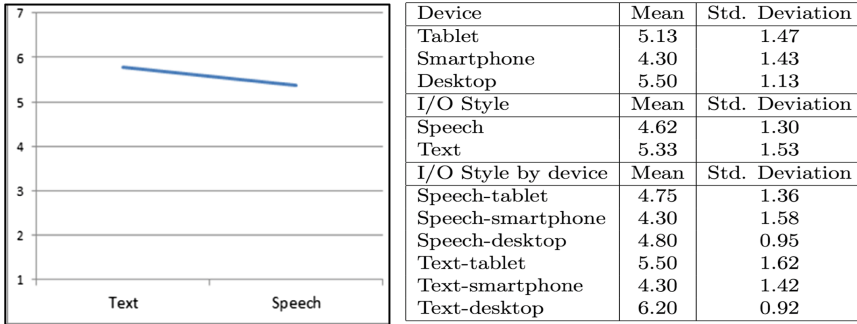 7
6
5
4
3
2
1
Text Speech
Device Mean Std. Deviation
Tablet 5.13 1.47
Smartphone 4.30 1.43
Desktop 5.50 1.13
I/O Style Mean Std. Deviation
Speech 4.62 1.30
Text 5.33 1.53
I/O Style by device Mean Std. Deviation
Speech-tablet 4.75 1.36
Speech-smartphone 4.30 1.58
Speech-desktop 4.80 0.95
Text-tablet 5.50 1.62
Text-smartphone 4.30 1.42
Text-desktop 6.20 0.92